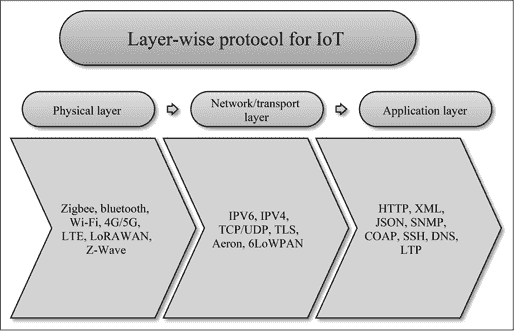 Layer-wise protocol for IoT
Physical layer
Network/transport
layer
Application layer
Zigbee, bluetooth,
Wi-Fi, 4G/5G,
LTE, LoRAWAN,
Z-Wave
IPV6, IPV4,
TCP/UDP, TLS,
Aeron, 6LoWPAN
HTTP, XML,
JSON, SNMP,
COAP, SSH, DNS,
LTP